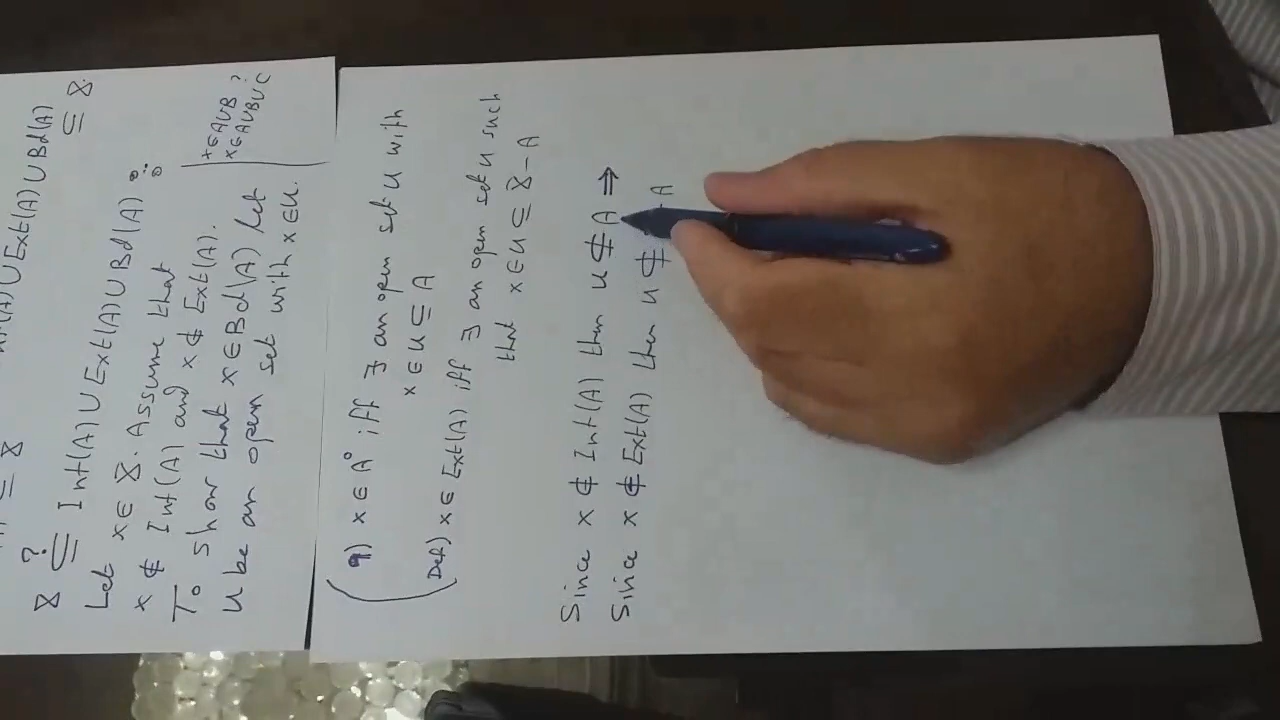 ⊆ X
Int(A) ∪ Ext(A) ∪ Bd(A)
⊆ X.
X ⊆? Int(A) ∪ Ext(A) ∪ Bd(A) :
Let x ∈ X. Assume that
x ∉ Int(A) and x ∉ Ext(A).
To show that x ∈ Bd(A) let
U be an open set with x ∈ U.
x ∈ A ∪ B ?
x ∈ A ∪ B ∪ C
9) x ∈ A° iff ∃ an open set U with
x ∈ U ⊆ A
Def) x ∈ Ext(A) iff ∃ an open set U such
that x ∈ U ⊆ X - A
Since x ∉ Int(A) then U ⊈ A ⇒
Since x ∉ Ext(A) then U ⊈ - A